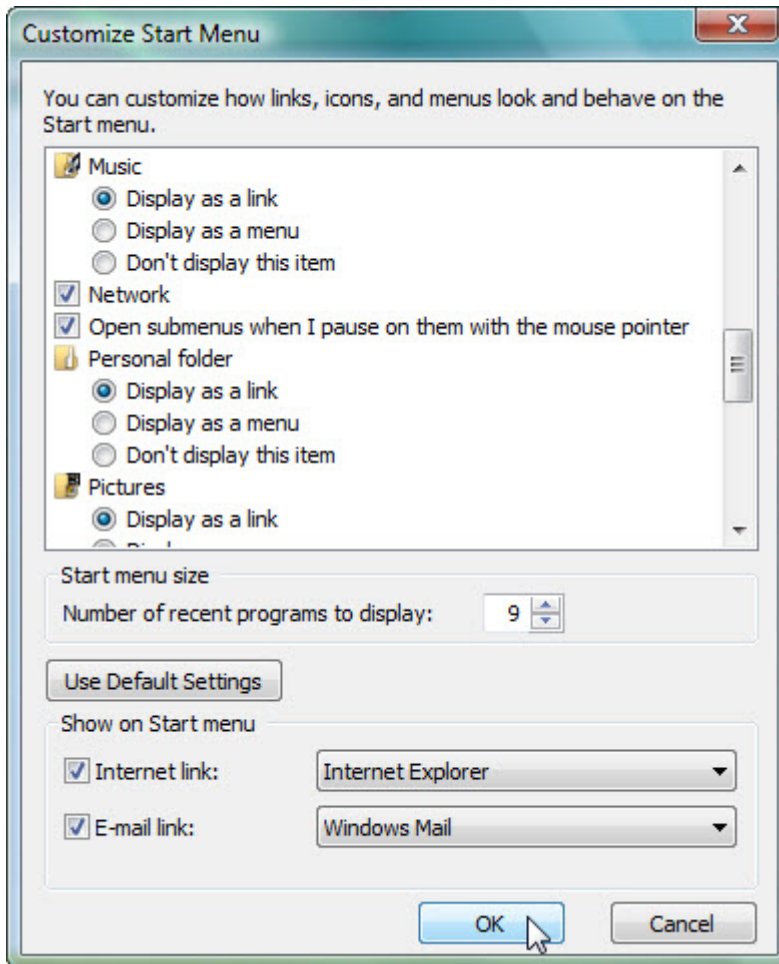 Customize Start Menu
You can customize how links, icons, and menus look and behave on the
Start menu.
Music
Display as a link
Display as a menu
Don't display this item
Network
Open submenus when I pause on them with the mouse pointer
Personal folder
Display as a link
Display as a menu
Don't display this item
Pictures
Display as a link
Start menu size
Number of recent programs to display: 9
Use Default Settings
Show on Start menu
Internet link: Internet Explorer
E-mail link: Windows Mail
OK Cancel